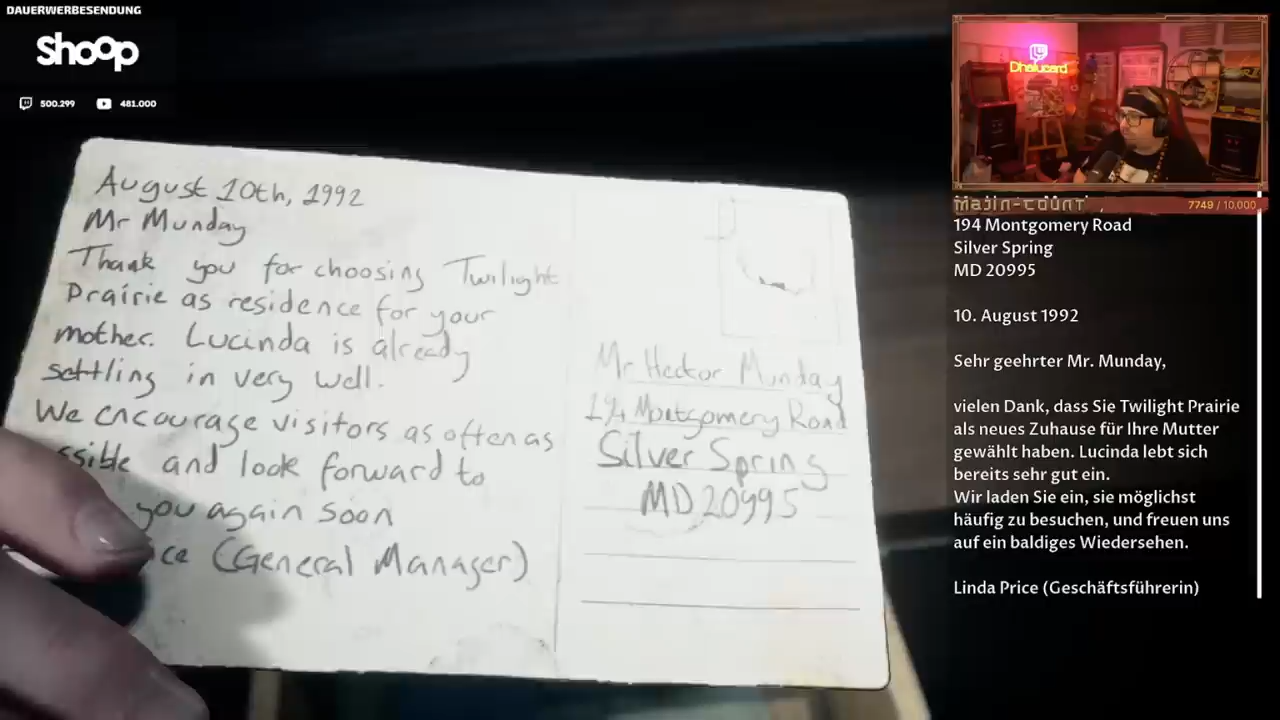 DAUERWERBESENDUNG
shoop
500.299 481.000
August 10th, 1992
Mr Munday
Thank you for choosing Twilight
Prairie as residence for your
mother. Lucinda is already
settling in very well.
We encourage visitors as often as
ssible and look forward to
you again soon
ce (General Manager)
Mr Hector Munday
194 Montgomery Road
Silver Spring
MD 20995
Dhalucard
MAJIN-COUNT 7749 / 10.000
194 Montgomery Road
Silver Spring
MD 20995
10. August 1992
Sehr geehrter Mr. Munday,
vielen Dank, dass Sie Twilight Prairie
als neues Zuhause für Ihre Mutter
gewählt haben. Lucinda lebt sich
bereits sehr gut ein.
Wir laden Sie ein, sie möglichst
häufig zu besuchen, und freuen uns
auf ein baldiges Wiedersehen.
Linda Price (Geschäftsführerin)